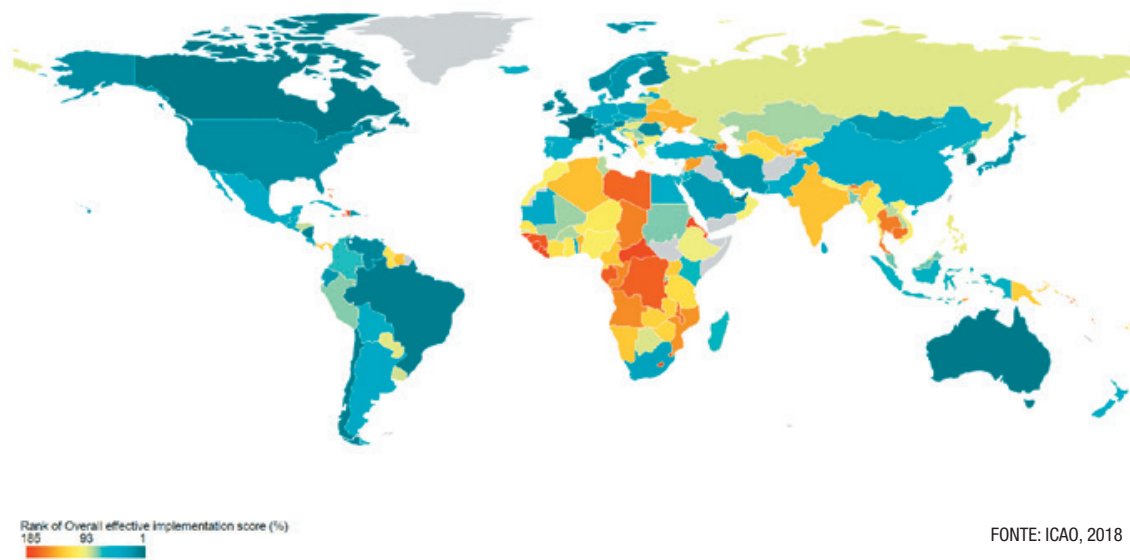 Rank of Overall effective implementation score (%)
185 93 1
FONTE: ICAO, 2018